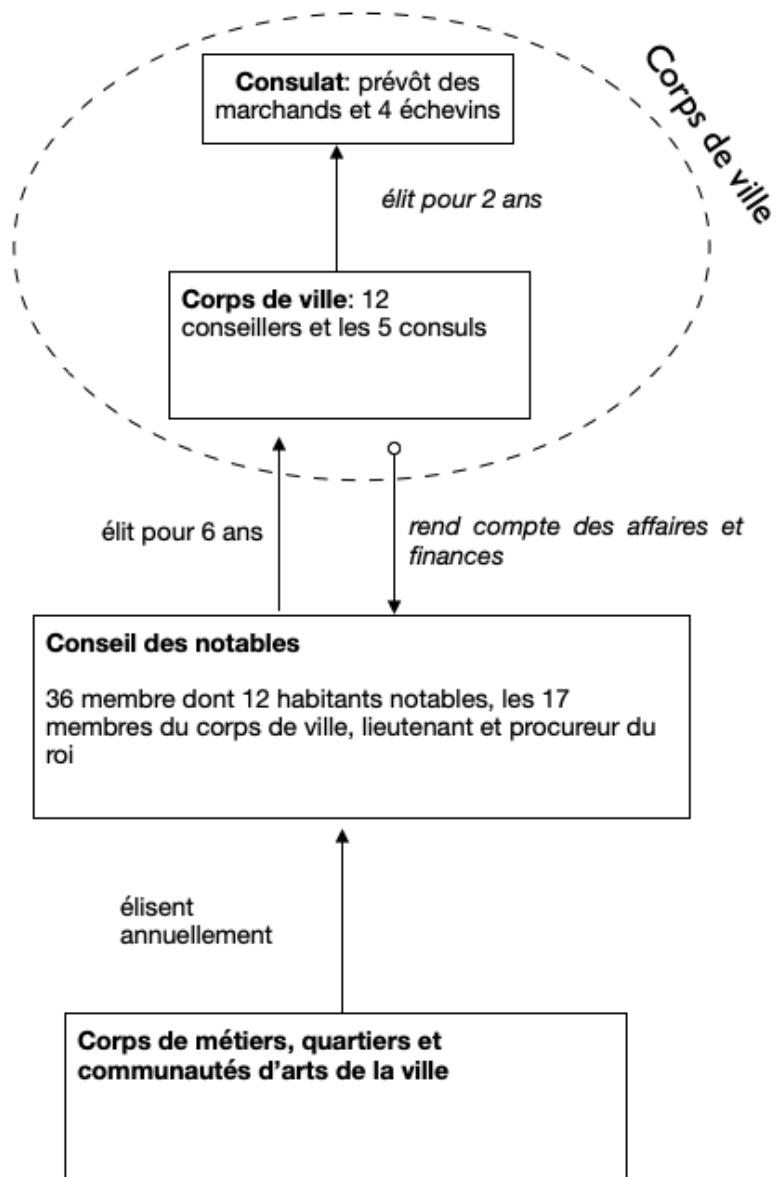 Consulat: prévôt des
marchands et 4 échevins
Corps de ville
élit pour 2 ans
Corps de ville: 12
conseillers et les 5 consuls
élit pour 6 ans
rend compte des affaires et
finances
Conseil des notables
36 membre dont 12 habitants notables, les 17
membres du corps de ville, lieutenant et procureur du
roi
élisent
annuellement
Corps de métiers, quartiers et
communautés d'arts de la ville